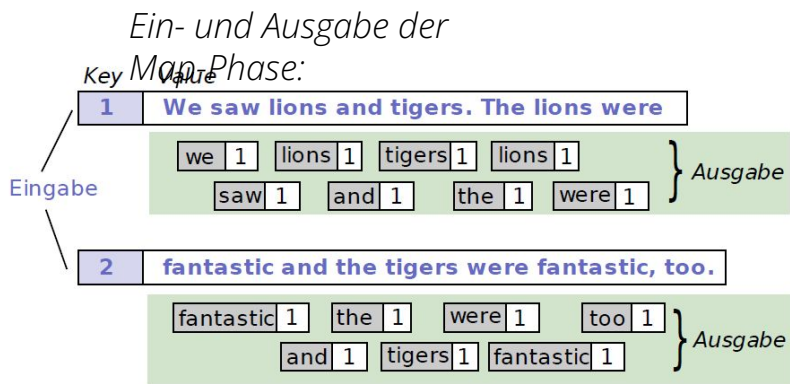 Ein- und Ausgabe der
Map-Phase:
Key Value
1 We saw lions and tigers. The lions were
we 1 lions 1 tigers 1 lions 1
saw 1 and 1 the 1 were 1
Ausgabe
Eingabe
2 fantastic and the tigers were fantastic, too.
fantastic 1 the 1 were 1 too 1
and 1 tigers 1 fantastic 1
Ausgabe